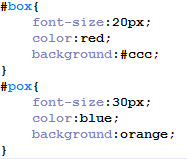 #box{
font-size:20px;
color:red;
background:#ccc;
}
#pox{
font-size:30px;
color:blue;
background:orange;
}